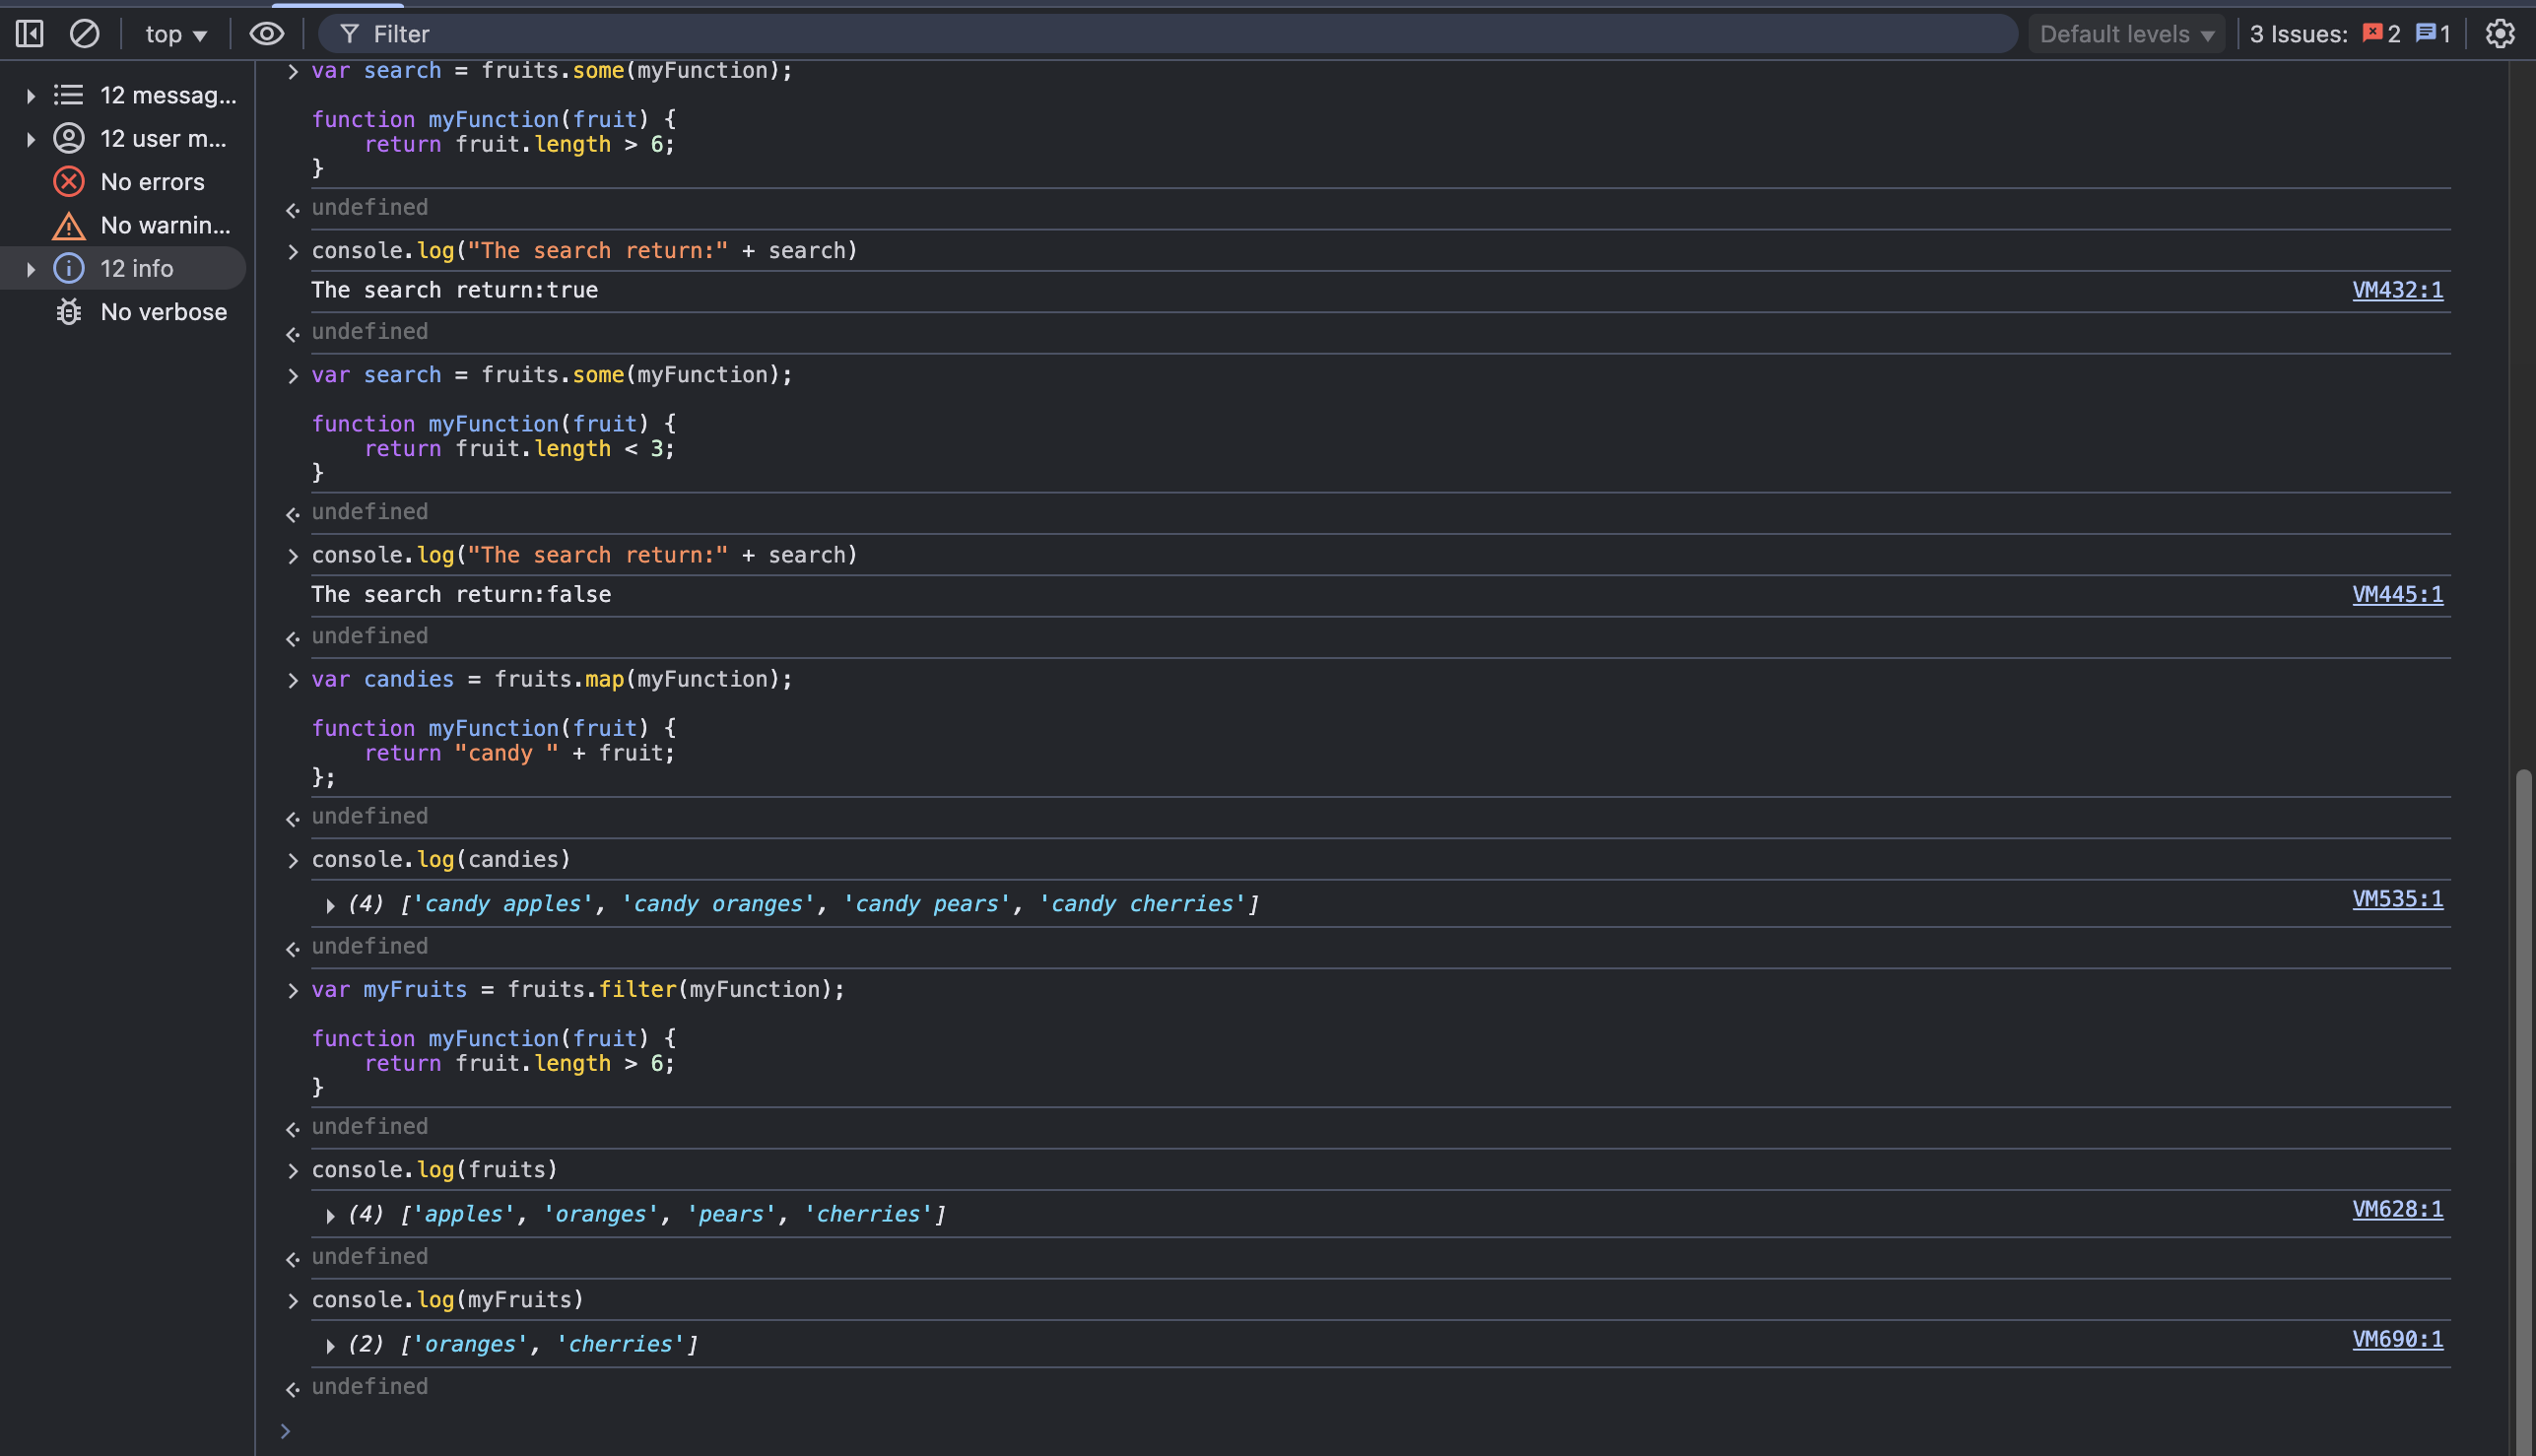 top
Filter
Default levels
3 Issues: 2 1
12 messag...
12 user m...
No errors
No warnin...
12 info
No verbose
var search = fruits.some(myFunction);
function myFunction(fruit) {
return fruit.length > 6;
}
undefined
console.log("The search return:" + search)
The search return:true VM432:1
undefined
var search = fruits.some(myFunction);
function myFunction(fruit) {
return fruit.length < 3;
}
undefined
console.log("The search return:" + search)
The search return:false VM445:1
undefined
var candies = fruits.map(myFunction);
function myFunction(fruit) {
return "candy " + fruit;
};
undefined
console.log(candies)
(4) ['candy apples', 'candy oranges', 'candy pears', 'candy cherries'] VM535:1
undefined
var myFruits = fruits.filter(myFunction);
function myFunction(fruit) {
return fruit.length > 6;
}
undefined
console.log(fruits)
(4) ['apples', 'oranges', 'pears', 'cherries'] VM628:1
undefined
console.log(myFruits)
(2) ['oranges', 'cherries'] VM690:1
undefined